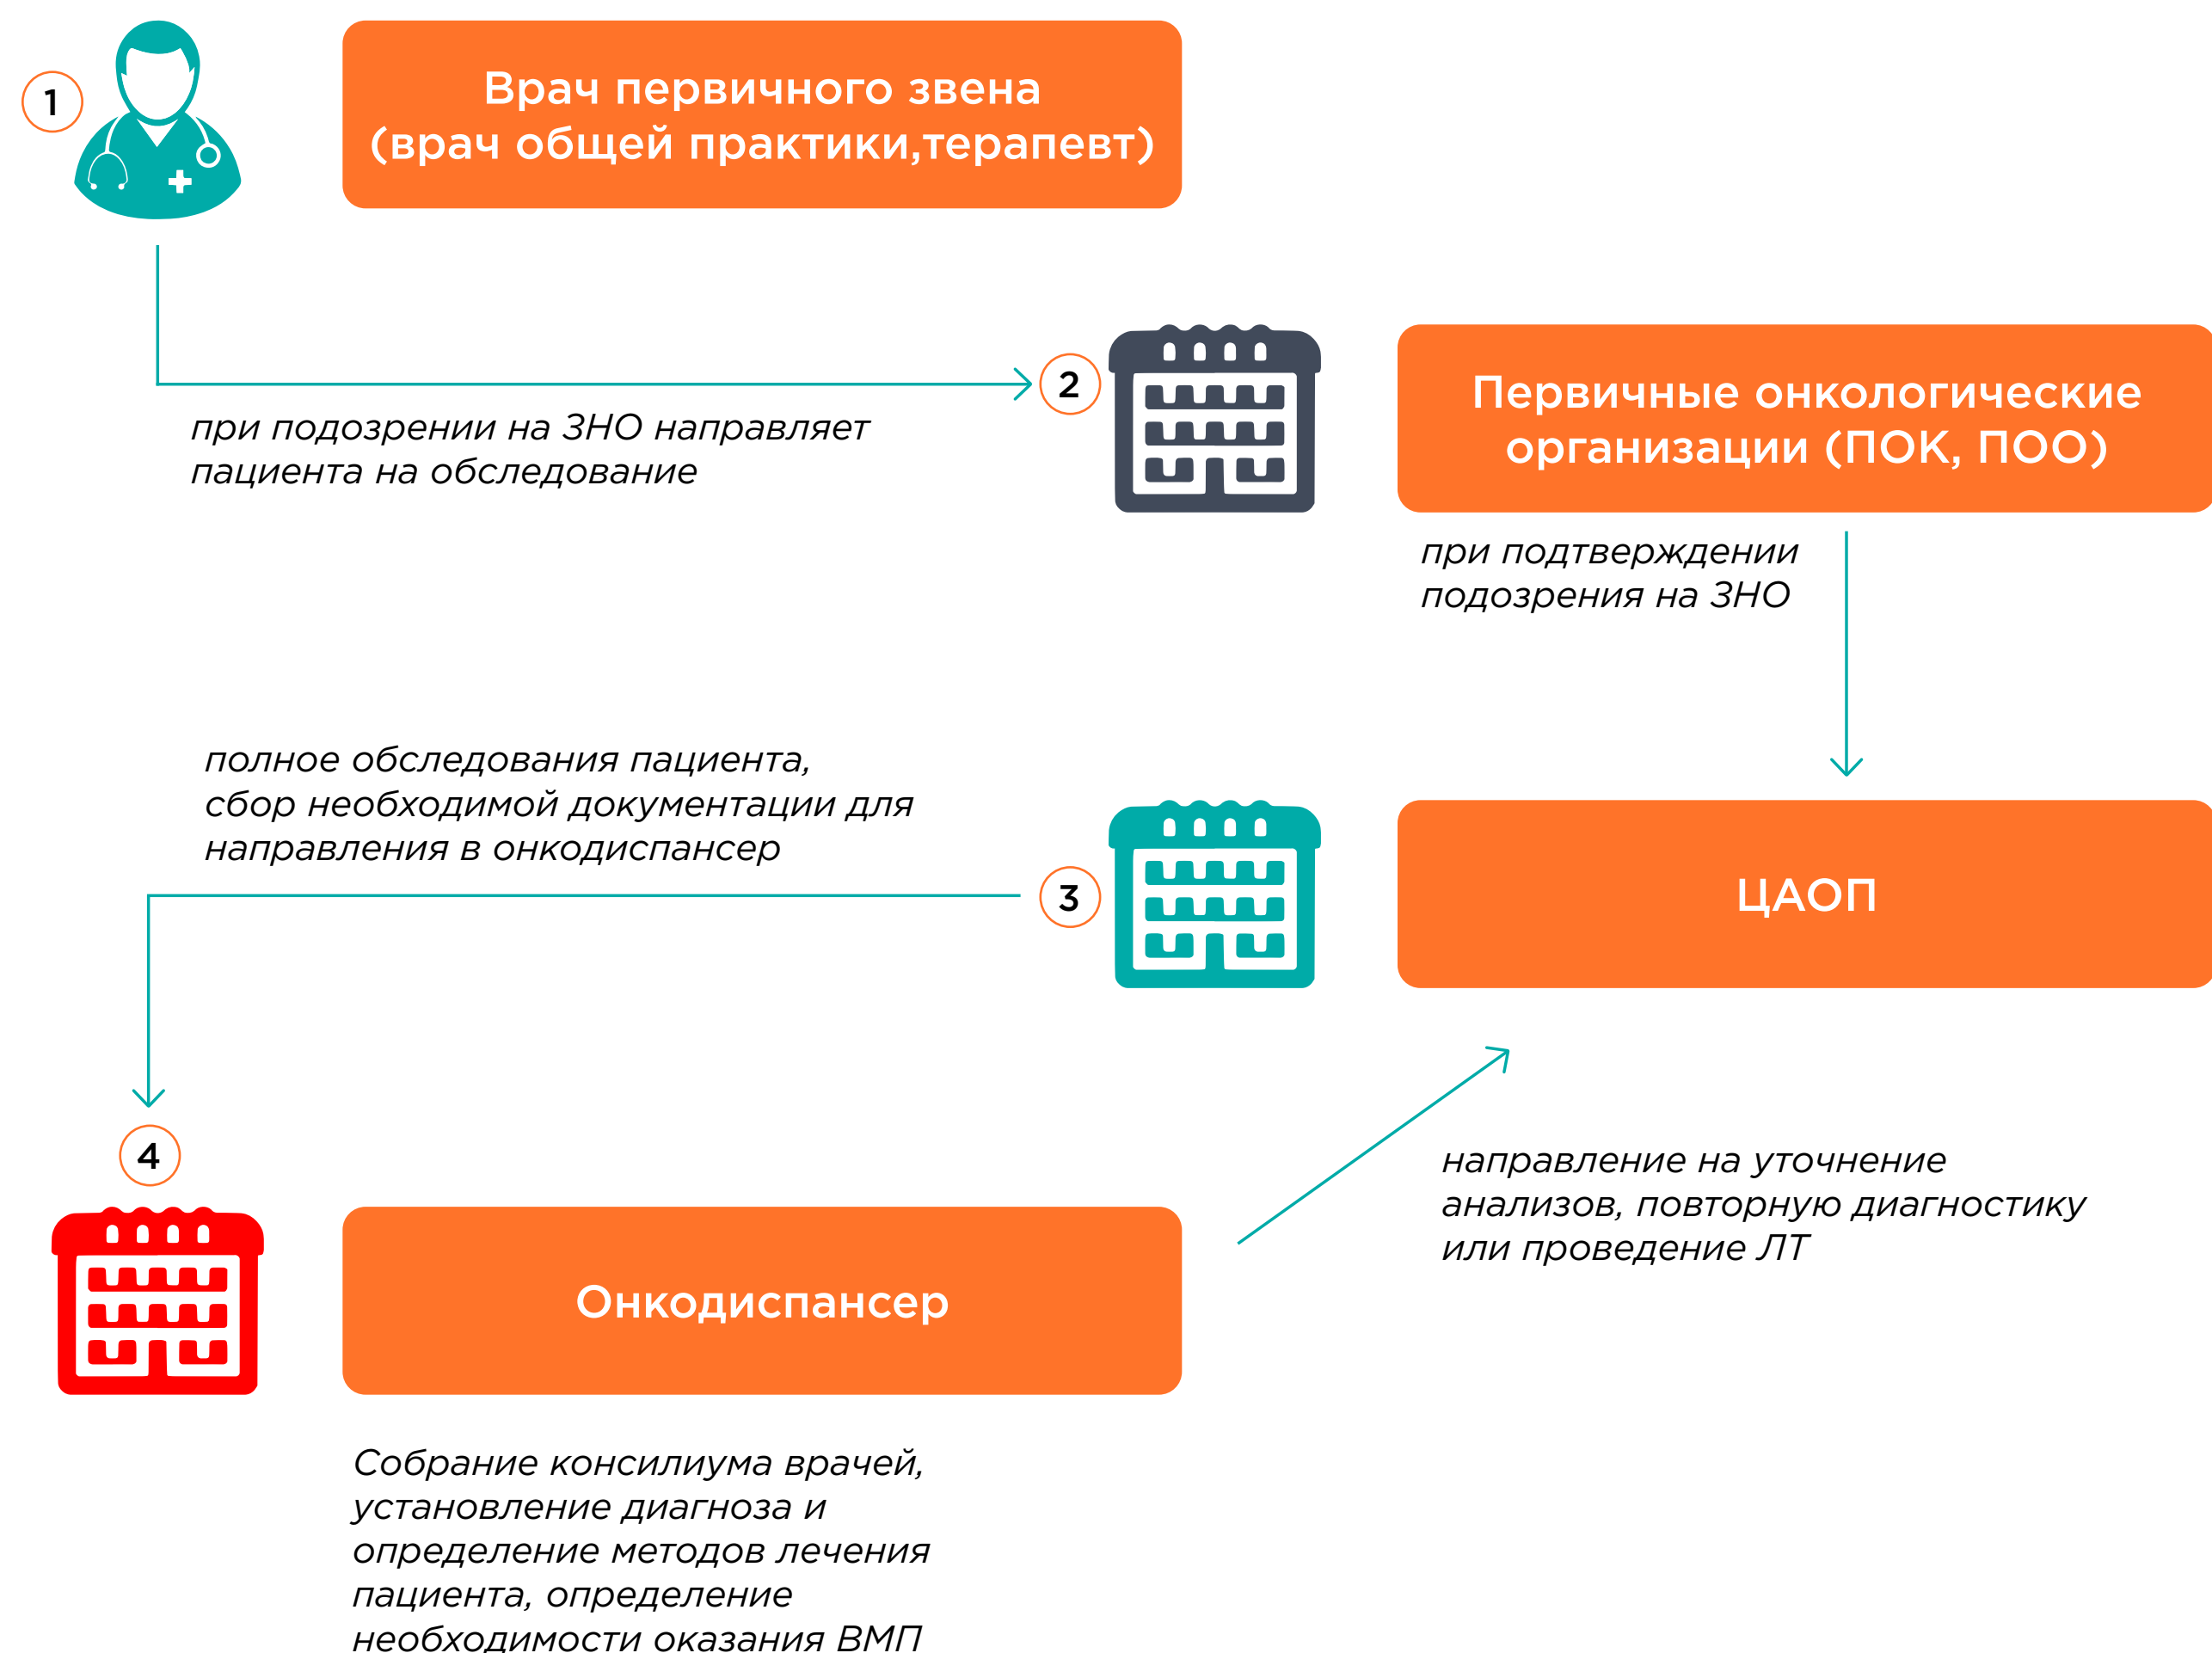 1
Врач первичного звена
(врач общей практики,терапевт)
при подозрении на ЗНО направляет
пациента на обследование
2
Первичные онкологические
организации (ПОК, ПОО)
при подтверждении
подозрения на ЗНО
полное обследования пациента,
сбор необходимой документации для
направления в онкодиспансер
3
ЦАОП
4
Онкодиспансер
направление на уточнение
анализов, повторную диагностику
или проведение ЛТ
Собрание консилиума врачей,
установление диагноза и
определение методов лечения
пациента, определение
необходимости оказания ВМП